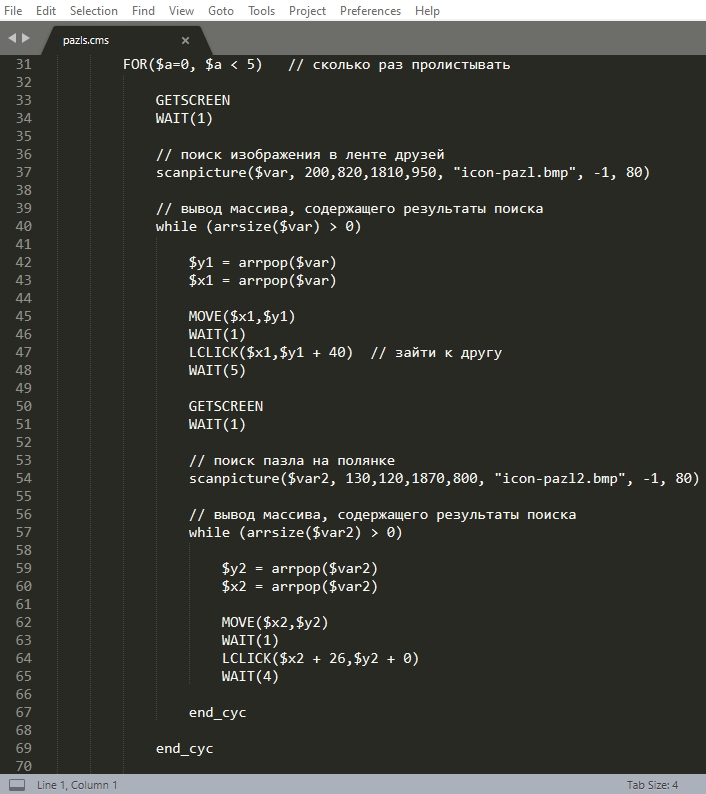 File Edit Selection Find View Goto Tools Project Preferences Help
pazls.cms ×
31 FOR($a=0, $a < 5) // сколько раз пролистывать
32
33 GETSCREEN
34 WAIT(1)
35
36 // поиск изображения в ленте друзей
37 scanpicture($var, 200,820,1810,950, "icon-pazl.bmp", -1, 80)
38
39 // вывод массива, содержащего результаты поиска
40 while (arrsize($var) > 0)
41
42 $y1 = arrpop($var)
43 $x1 = arrpop($var)
44
45 MOVE($x1,$y1)
46 WAIT(1)
47 LCLICK($x1,$y1 + 40) // зайти к другу
48 WAIT(5)
49
50 GETSCREEN
51 WAIT(1)
52
53 // поиск пазла на полянке
54 scanpicture($var2, 130,120,1870,800, "icon-pazl2.bmp", -1, 80)
55
56 // вывод массива, содержащего результаты поиска
57 while (arrsize($var2) > 0)
58
59 $y2 = arrpop($var2)
60 $x2 = arrpop($var2)
61
62 MOVE($x2,$y2)
63 WAIT(1)
64 LCLICK($x2 + 26,$y2 + 0)
65 WAIT(4)
66
67 end_cyc
68
69 end_cyc
70
Line 1, Column 1 Tab Size: 4